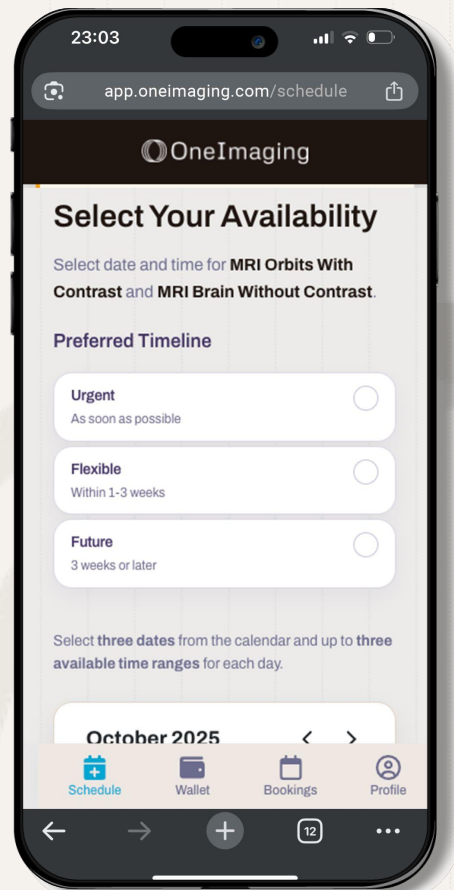 23:03
app.oneimaging.com/schedule
OneImaging
Select Your Availability
Select date and time for MRI Orbits With
Contrast and MRI Brain Without Contrast.
Preferred Timeline
Urgent
As soon as possible
Flexible
Within 1-3 weeks
Future
3 weeks or later
Select three dates from the calendar and up to three
available time ranges for each day.
October 2025
Schedule Wallet Bookings Profile
12